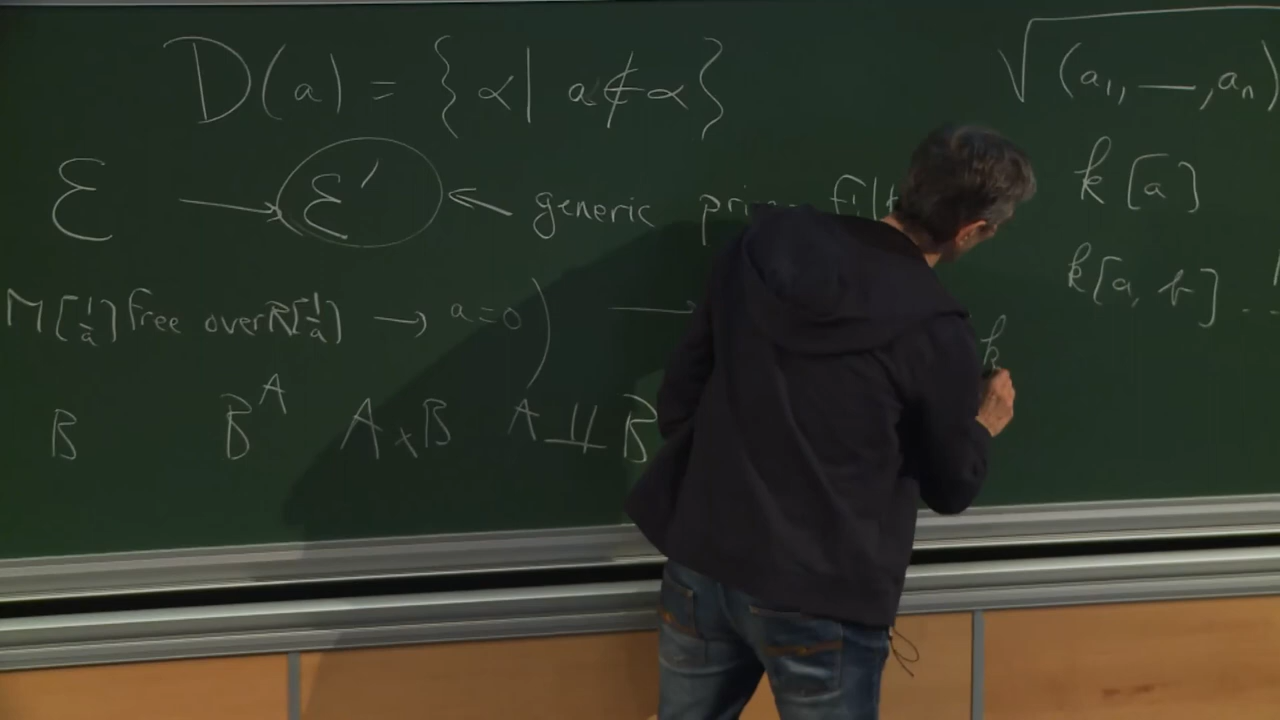 D(a) = {α | a ∉ α}
√(a₁, —, aₙ)
ℰ → ℰ′ ← generic
k[a]
M[1/a] free over R[1/a] → a=0) →
k[a, b] ..
k
B B^A A × B A ⨿ B